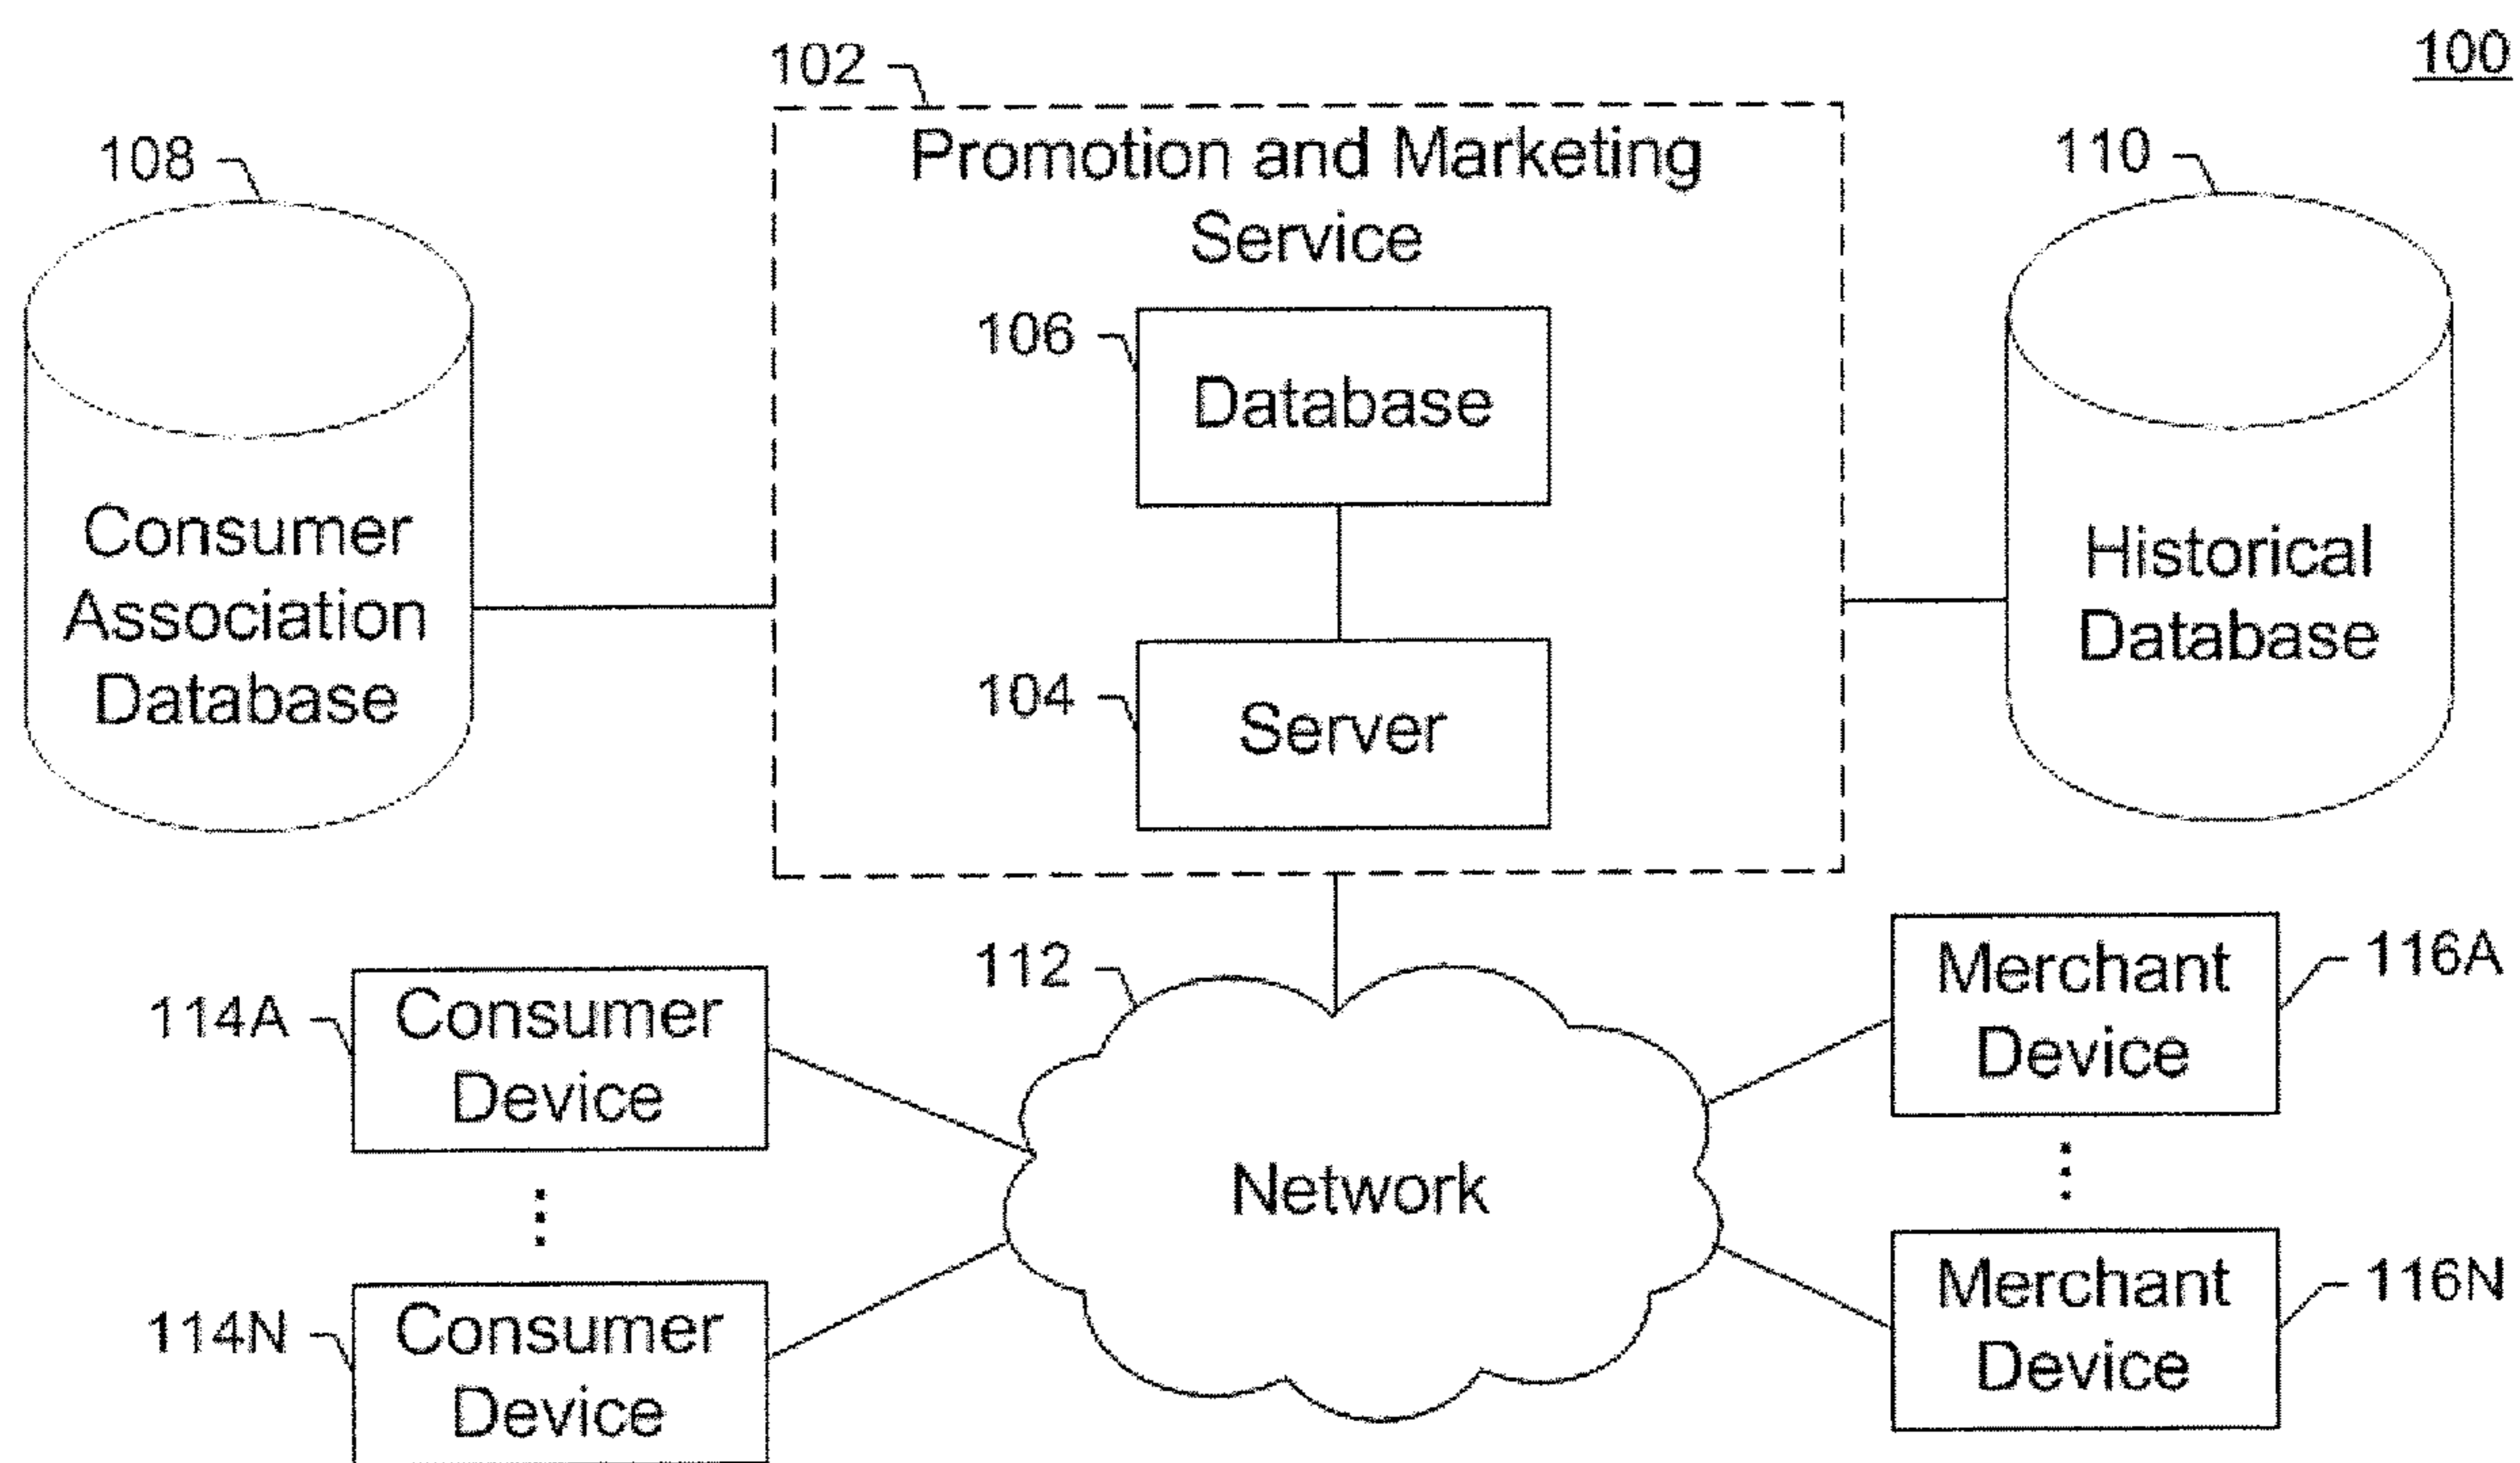 100
102
Promotion and Marketing
Service
108
110
106
Database
Consumer
Association
Database
Historical
Database
104
Server
112
114A
Consumer
Device
Merchant
Device
116A
Network
114N
Consumer
Device
Merchant
Device
116N